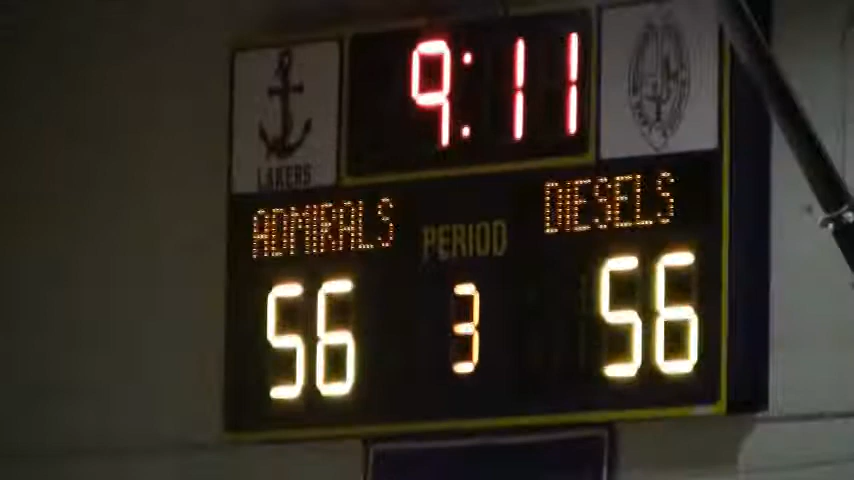 9:11
LAKERS
ADMIRALS DIESELS
PERIOD
56 3 56